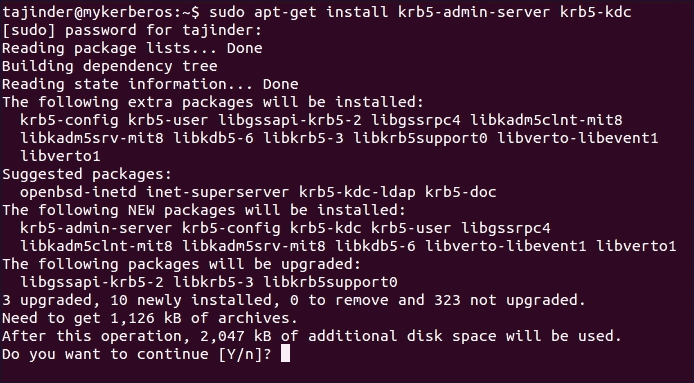 tajinder@mykerberos:~$ sudo apt-get install krb5-admin-server krb5-kdc
[sudo] password for tajinder:
Reading package lists... Done
Building dependency tree
Reading state information... Done
The following extra packages will be installed:
  krb5-config krb5-user libgssapi-krb5-2 libgssrpc4 libkadm5clnt-mit8
  libkadm5srv-mit8 libkdb5-6 libkrb5-3 libkrb5support0 libverto-libevent1
  libverto1
Suggested packages:
  openbsd-inetd inet-superserver krb5-kdc-ldap krb5-doc
The following NEW packages will be installed:
  krb5-admin-server krb5-config krb5-kdc krb5-user libgssrpc4
  libkadm5clnt-mit8 libkadm5srv-mit8 libkdb5-6 libverto-libevent1 libverto1
The following packages will be upgraded:
  libgssapi-krb5-2 libkrb5-3 libkrb5support0
3 upgraded, 10 newly installed, 0 to remove and 323 not upgraded.
Need to get 1,126 kB of archives.
After this operation, 2,047 kB of additional disk space will be used.
Do you want to continue [Y/n]?